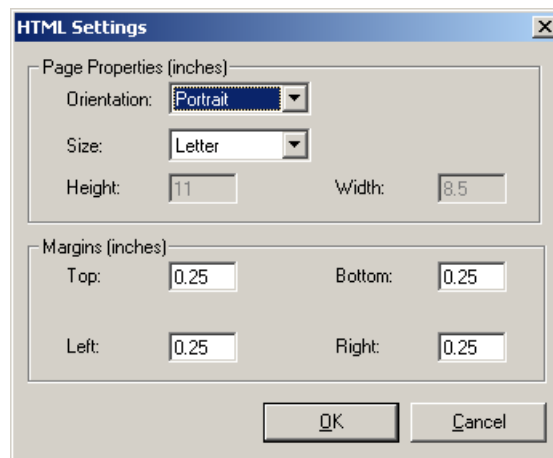 HTML Settings
Page Properties (inches)
Orientation: Portrait
Size: Letter
Height: 11 Width: 8.5
Margins (inches)
Top: 0.25 Bottom: 0.25
Left: 0.25 Right: 0.25
OK Cancel